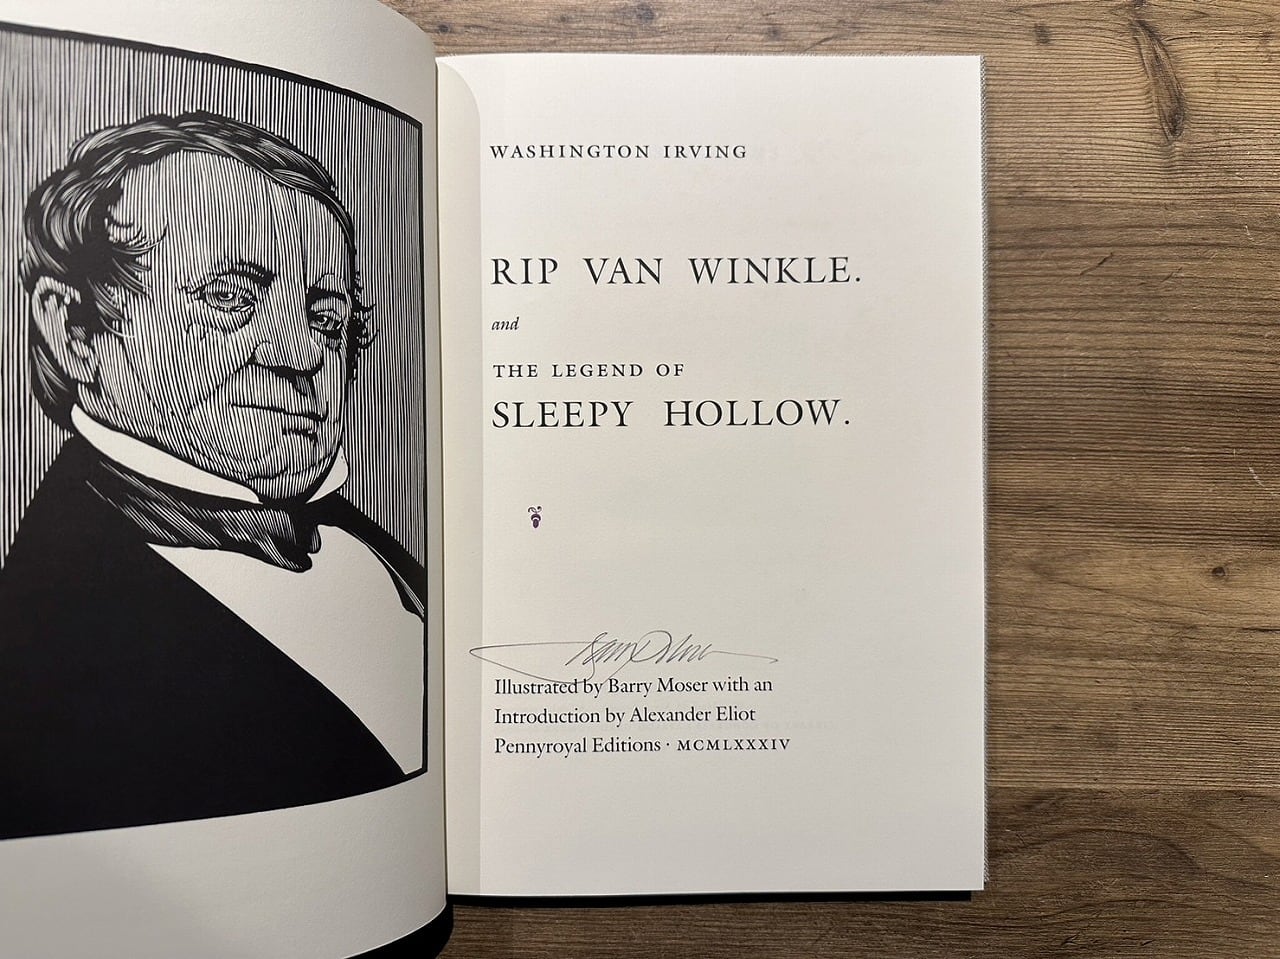 WASHINGTON IRVING
RIP VAN WINKLE.
and
THE LEGEND OF
SLEEPY HOLLOW.
Illustrated by Barry Moser with an
Introduction by Alexander Eliot
Pennyroyal Editions · MCMLXXXIV